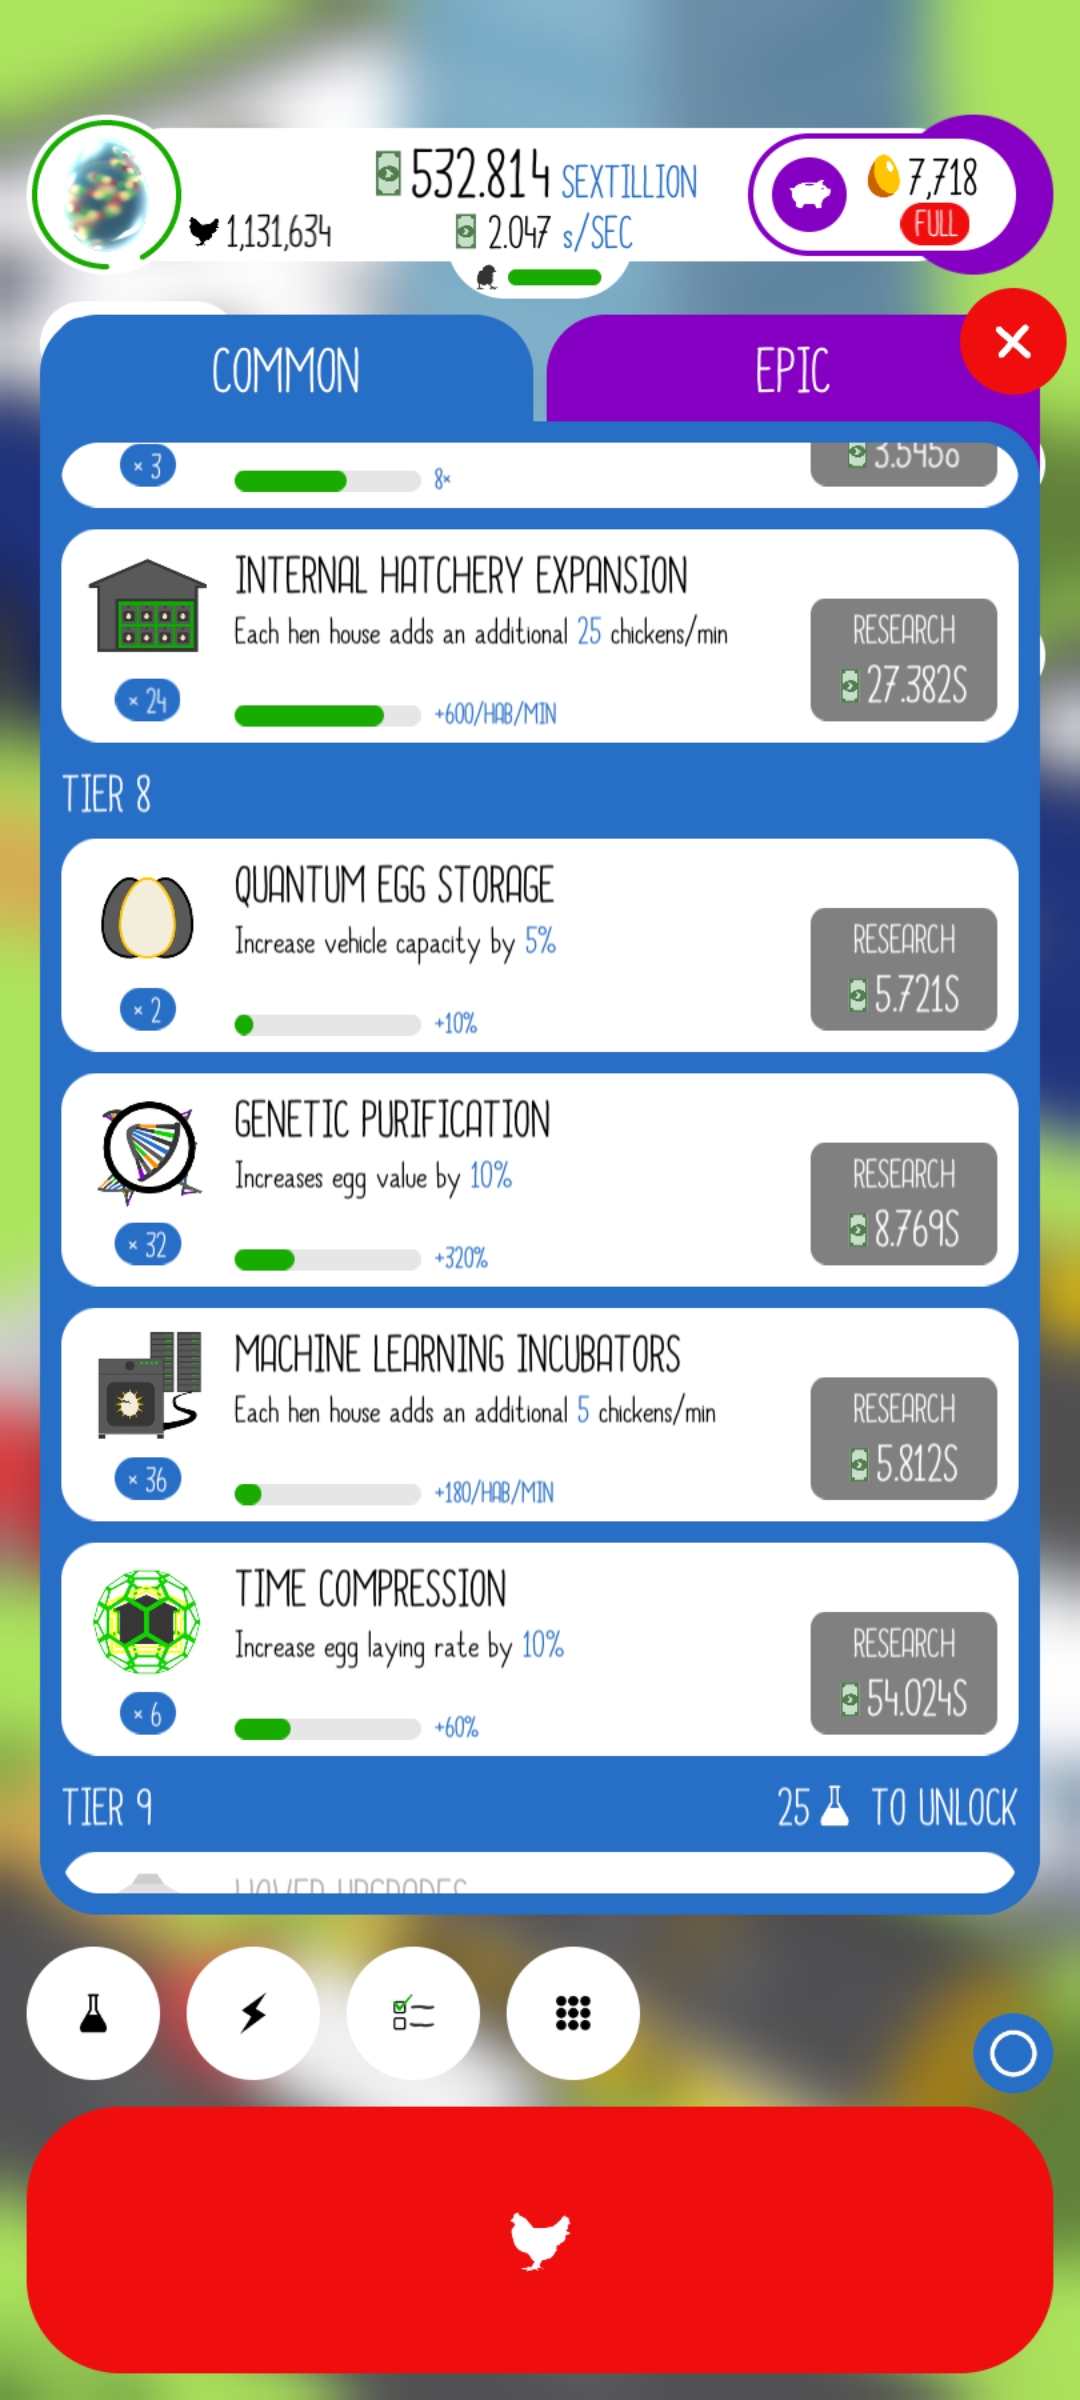 532.814 SEXTILLION
7,718
1,131,634
2.047 s/SEC
FULL
COMMON
EPIC
× 3
8×
3.545o
INTERNAL HATCHERY EXPANSION
Each hen house adds an additional 25 chickens/min
RESEARCH
27.382S
× 24
+600/HAB/MIN
TIER 8
QUANTUM EGG STORAGE
Increase vehicle capacity by 5%
RESEARCH
5.721S
× 2
+10%
GENETIC PURIFICATION
Increases egg value by 10%
RESEARCH
8.769S
× 32
+320%
MACHINE LEARNING INCUBATORS
Each hen house adds an additional 5 chickens/min
RESEARCH
5.812S
× 36
+180/HAB/MIN
TIME COMPRESSION
Increase egg laying rate by 10%
RESEARCH
54.024S
× 6
+60%
TIER 9
25 TO UNLOCK
HOVER UPGRADES